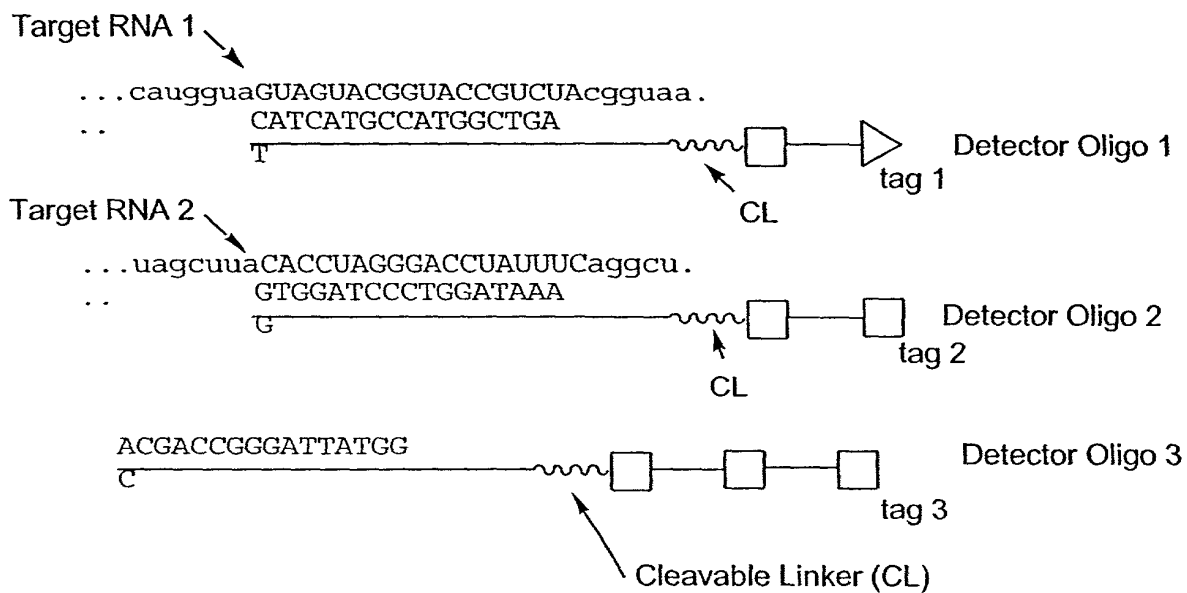 Target RNA 1
...caugguaGUAGUACGGUACCGUCUAcgguaa.
.. CATCATGCCATGGCTGA
T
Detector Oligo 1
tag 1
CL
Target RNA 2
...uagcuuaCACCUAGGGACCUAUUUCaggcu.
.. GTGGATCCCTGGATAAA
G
Detector Oligo 2
tag 2
CL
ACGACCGGGATTATGG
C
Detector Oligo 3
tag 3
Cleavable Linker (CL)